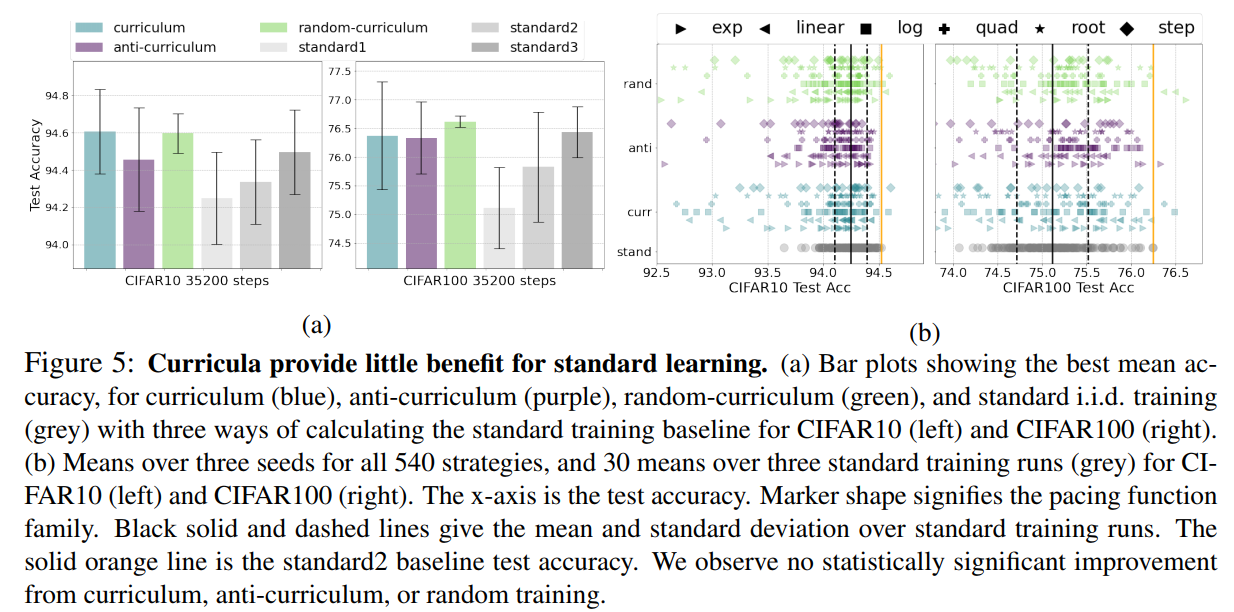 curriculum random-curriculum standard2
anti-curriculum standard1 standard3
Test Accuracy
94.8
94.6
94.4
94.2
94.0
CIFAR10 35200 steps
77.5
77.0
76.5
76.0
75.5
75.0
74.5
CIFAR100 35200 steps
(a)
exp linear log quad root step
rand
anti
curr
stand
92.5 93.0 93.5 94.0 94.5
CIFAR10 Test Acc
74.0 74.5 75.0 75.5 76.0 76.5
CIFAR100 Test Acc
(b)
Figure 5: Curricula provide little benefit for standard learning. (a) Bar plots showing the best mean ac-
curacy, for curriculum (blue), anti-curriculum (purple), random-curriculum (green), and standard i.i.d. training
(grey) with three ways of calculating the standard training baseline for CIFAR10 (left) and CIFAR100 (right).
(b) Means over three seeds for all 540 strategies, and 30 means over three standard training runs (grey) for CI-
FAR10 (left) and CIFAR100 (right). The x-axis is the test accuracy. Marker shape signifies the pacing function
family. Black solid and dashed lines give the mean and standard deviation over standard training runs. The
solid orange line is the standard2 baseline test accuracy. We observe no statistically significant improvement
from curriculum, anti-curriculum, or random training.